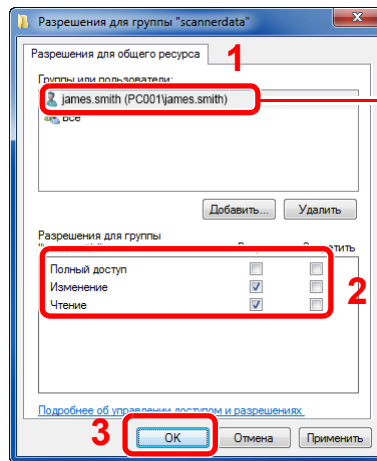 Разрешения для группы "scannerdata"
Разрешения для общего ресурса
1
Группы или пользователи:
james.smith (PC001\james.smith)
Все
Добавить... Удалить
Разрешения для группы
Полный доступ
Изменение
2
Чтение
Подробнее об управлении доступом и разрешениях
3
ОК Отмена Применить